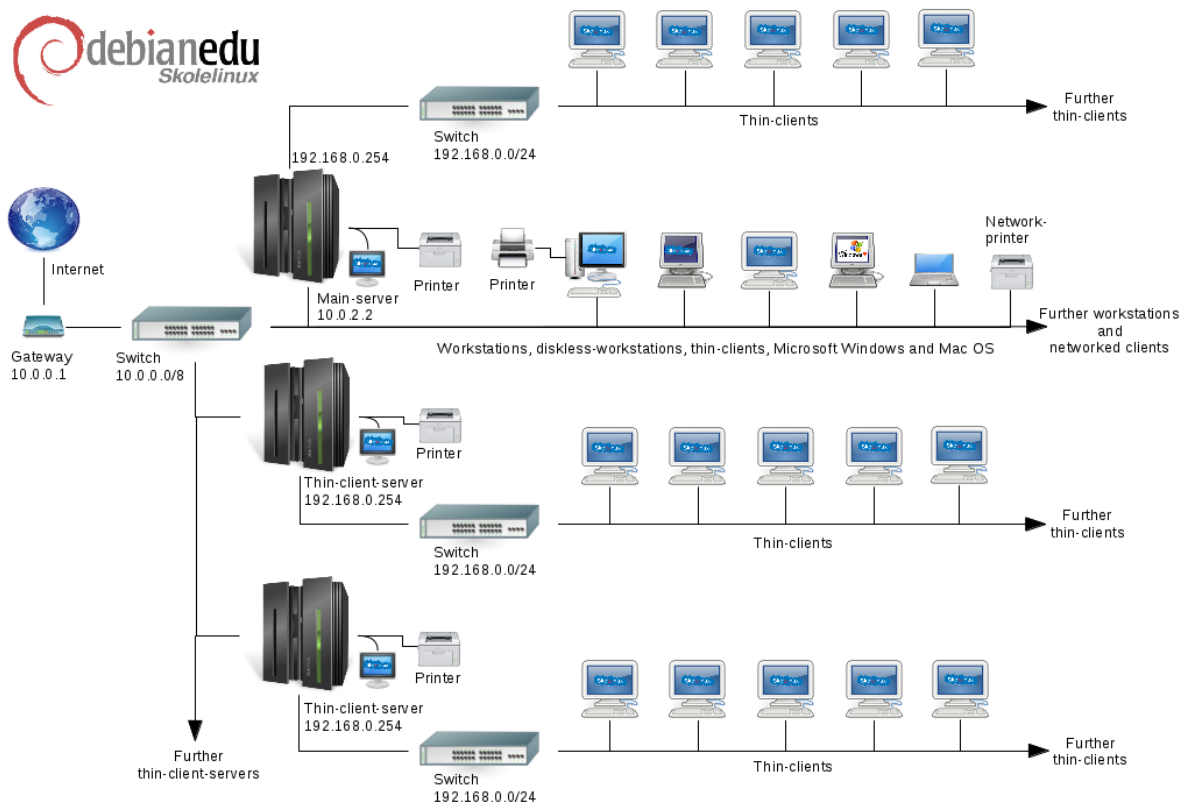 debianedu
Skolelinux
Switch
192.168.0.0/24
Thin-clients
Further
thin-clients
192.168.0.254
Internet
Gateway
10.0.0.1
Switch
10.0.0.0/8
Main-server
10.0.2.2
Printer
Printer
Windows
Network-
printer
Workstations, diskless-workstations, thin-clients, Microsoft Windows and Mac OS
Further workstations
and
networked clients
Printer
Thin-client-server
192.168.0.254
Switch
192.168.0.0/24
Thin-clients
Further
thin-clients
Printer
Thin-client-server
192.168.0.254
Switch
192.168.0.0/24
Thin-clients
Further
thin-clients
Further
thin-client-servers